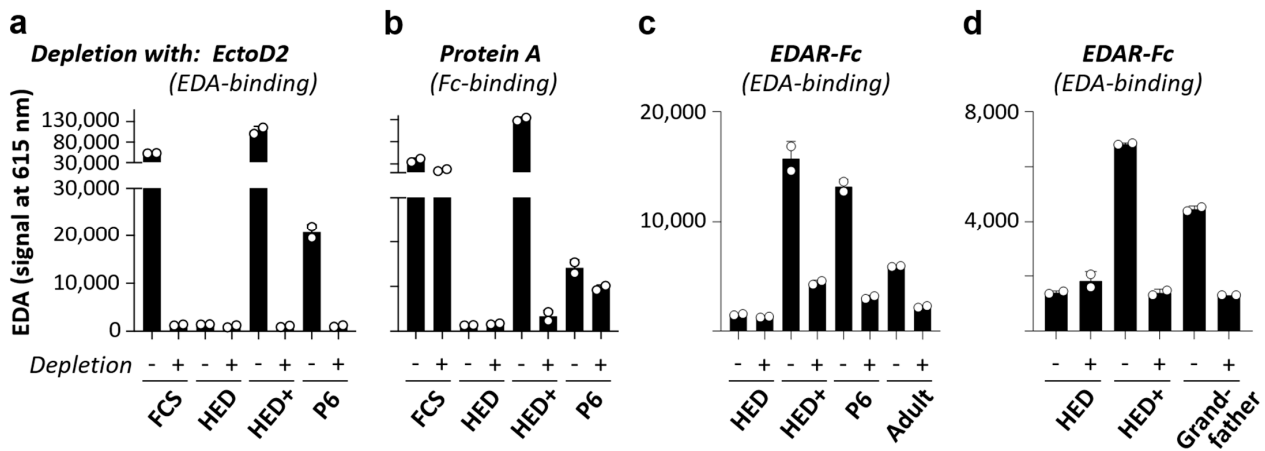 a
Depletion with: EctoD2
(EDA-binding)
EDA (signal at 615 nm)
130,000
80,000
30,000
30,000
20,000
10,000
0
Depletion
- + - + - + - +
FCS HED HED+ P6
b
Protein A
(Fc-binding)
- + - + - + - +
FCS HED HED+ P6
c
EDAR-Fc
(EDA-binding)
20,000
10,000
- + - + - + - +
HED HED+ P6 Adult
d
EDAR-Fc
(EDA-binding)
8,000
4,000
- + - + - +
HED HED+ Grand-
father